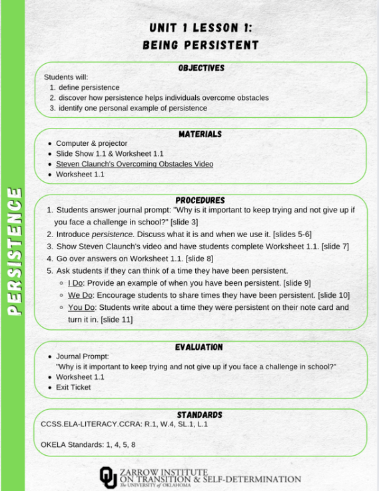 UNIT 1 LESSON 1:
BEING PERSISTENT
PERSISTENCE
OBJECTIVES
Students will:
1. define persistence
2. discover how persistence helps individuals overcome obstacles
3. identify one personal example of persistence
MATERIALS
• Computer & projector
• Slide Show 1.1 & Worksheet 1.1
• Steven Claunch's Overcoming Obstacles Video
• Worksheet 1.1
PROCEDURES
1. Students answer journal prompt: "Why is it important to keep trying and not give up if
you face a challenge in school?" [slide 3]
2. Introduce persistence. Discuss what it is and when we use it. [slides 5-6]
3. Show Steven Claunch's video and have students complete Worksheet 1.1. [slide 7]
4. Go over answers on Worksheet 1.1. [slide 8]
5. Ask students if they can think of a time they have been persistent.
○ I Do: Provide an example of when you have been persistent. [slide 9]
○ We Do: Encourage students to share times they have been persistent. [slide 10]
○ You Do: Students write about a time they were persistent on their note card and
turn it in. [slide 11]
EVALUATION
• Journal Prompt:
"Why is it important to keep trying and not give up if you face a challenge in school?"
• Worksheet 1.1
• Exit Ticket
STANDARDS
CCSS.ELA-LITERACY.CCRA: R.1, W.4, SL.1, L.1
OKELA Standards: 1, 4, 5, 8
ZARROW INSTITUTE
ON TRANSITION & SELF-DETERMINATION
The UNIVERSITY of OKLAHOMA